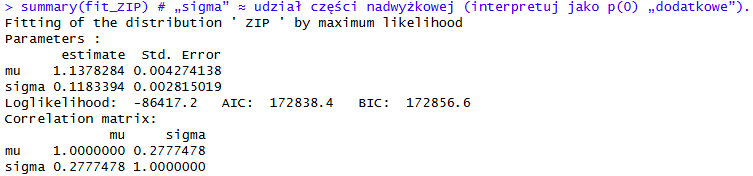 > summary(fit_ZIP) # „sigma” ≈ udział części nadwyżkowej (interpretuj jako p(0) „dodatkowe”).
Fitting of the distribution ' ZIP ' by maximum likelihood
Parameters :
estimate Std. Error
mu 1.1378284 0.004274138
sigma 0.1183394 0.002815019
Loglikelihood: -86417.2 AIC: 172838.4 BIC: 172856.6
Correlation matrix:
mu sigma
mu 1.0000000 0.2777478
sigma 0.2777478 1.0000000